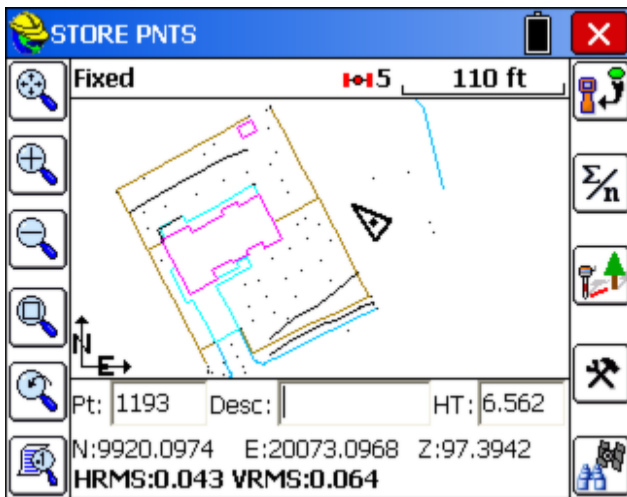 STORE PNTS
Fixed 5 110 ft
Σ/n
N
E
Pt: 1193 Desc: HT: 6.562
N:9920.0974 E:20073.0968 Z:97.3942
HRMS:0.043 VRMS:0.064